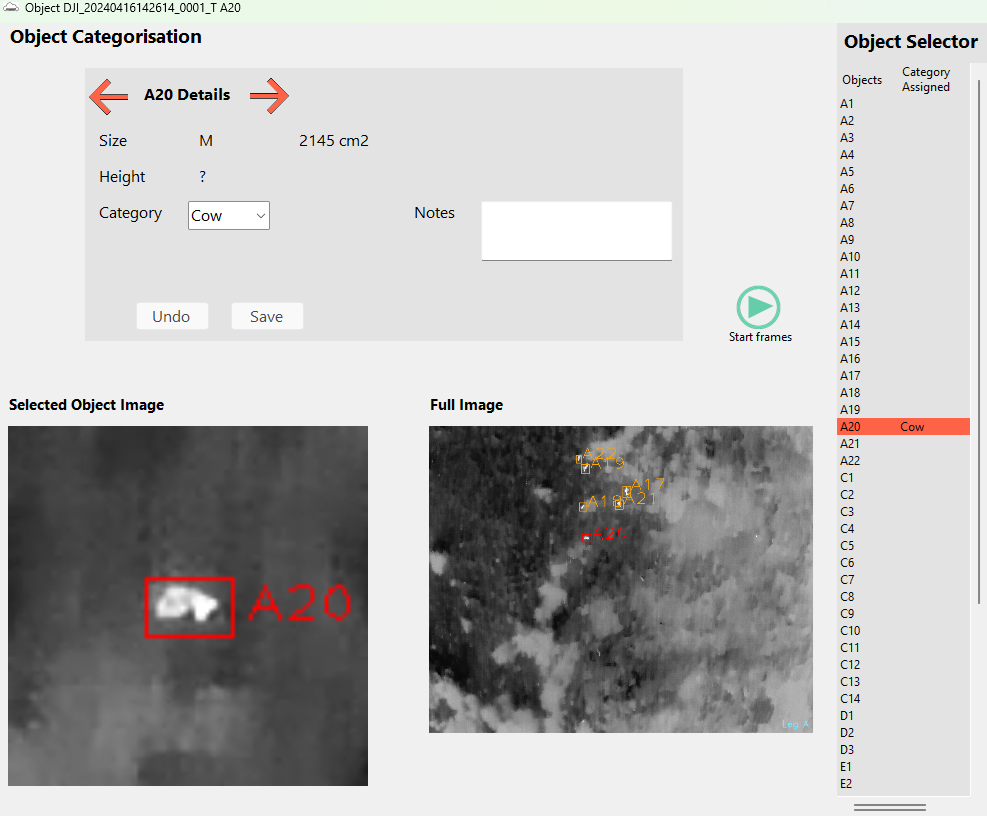 Object DJI_20240416142614_0001_T A20
Object Categorisation
A20 Details
Size M 2145 cm2
Height ?
Category Cow
Notes
Undo Save
Start frames
Selected Object Image
A20
Full Image
A22
A19
A17
A18
A21
A20
Leg A
Object Selector
Objects Category Assigned
A1
A2
A3
A4
A5
A6
A7
A8
A9
A10
A11
A12
A13
A14
A15
A16
A17
A18
A19
A20 Cow
A21
A22
C1
C2
C3
C4
C5
C6
C7
C8
C9
C10
C11
C12
C13
C14
D1
D2
D3
E1
E2